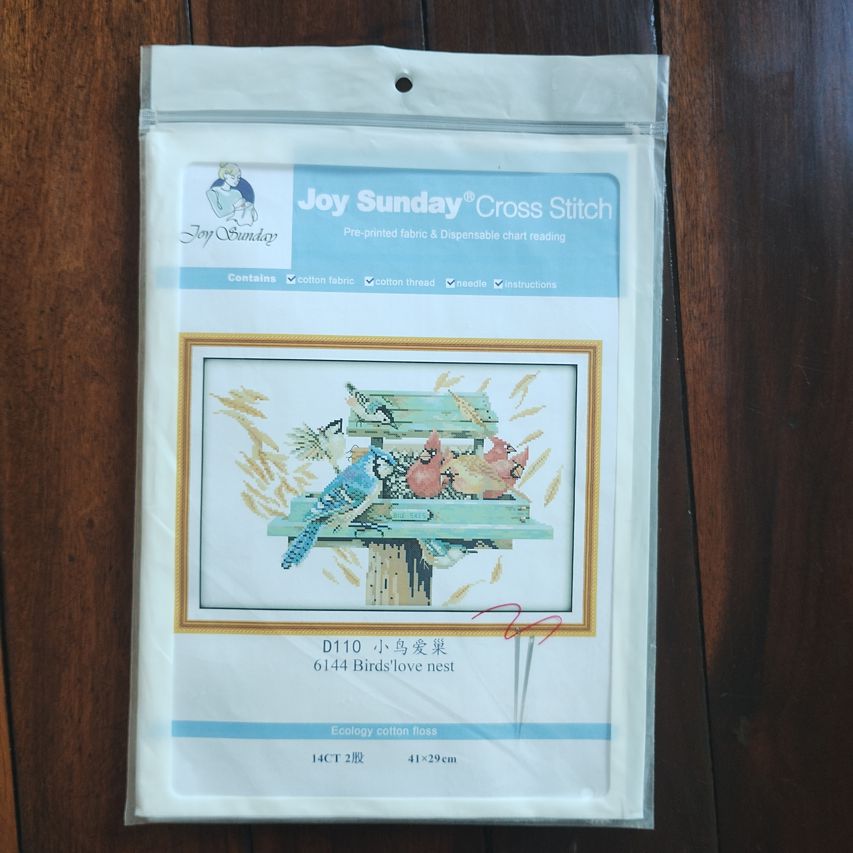 Joy Sunday
Joy Sunday® Cross Stitch
Pre-printed fabric & Dispensable chart reading
Contains cotton fabric cotton thread needle instructions
D110 小鸟爱巢
6144 Birds'love nest
Ecology cotton floss
14CT 2股 41×29cm